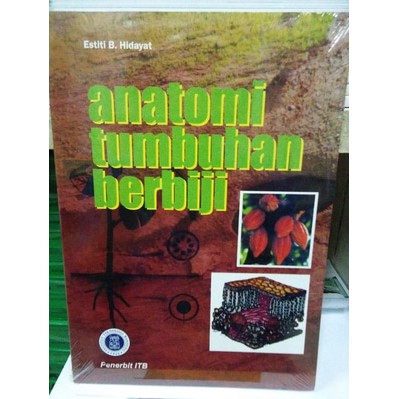 Estiti B. Hidayat
anatomi
tumbuhan
berbiji
Penerbit ITB